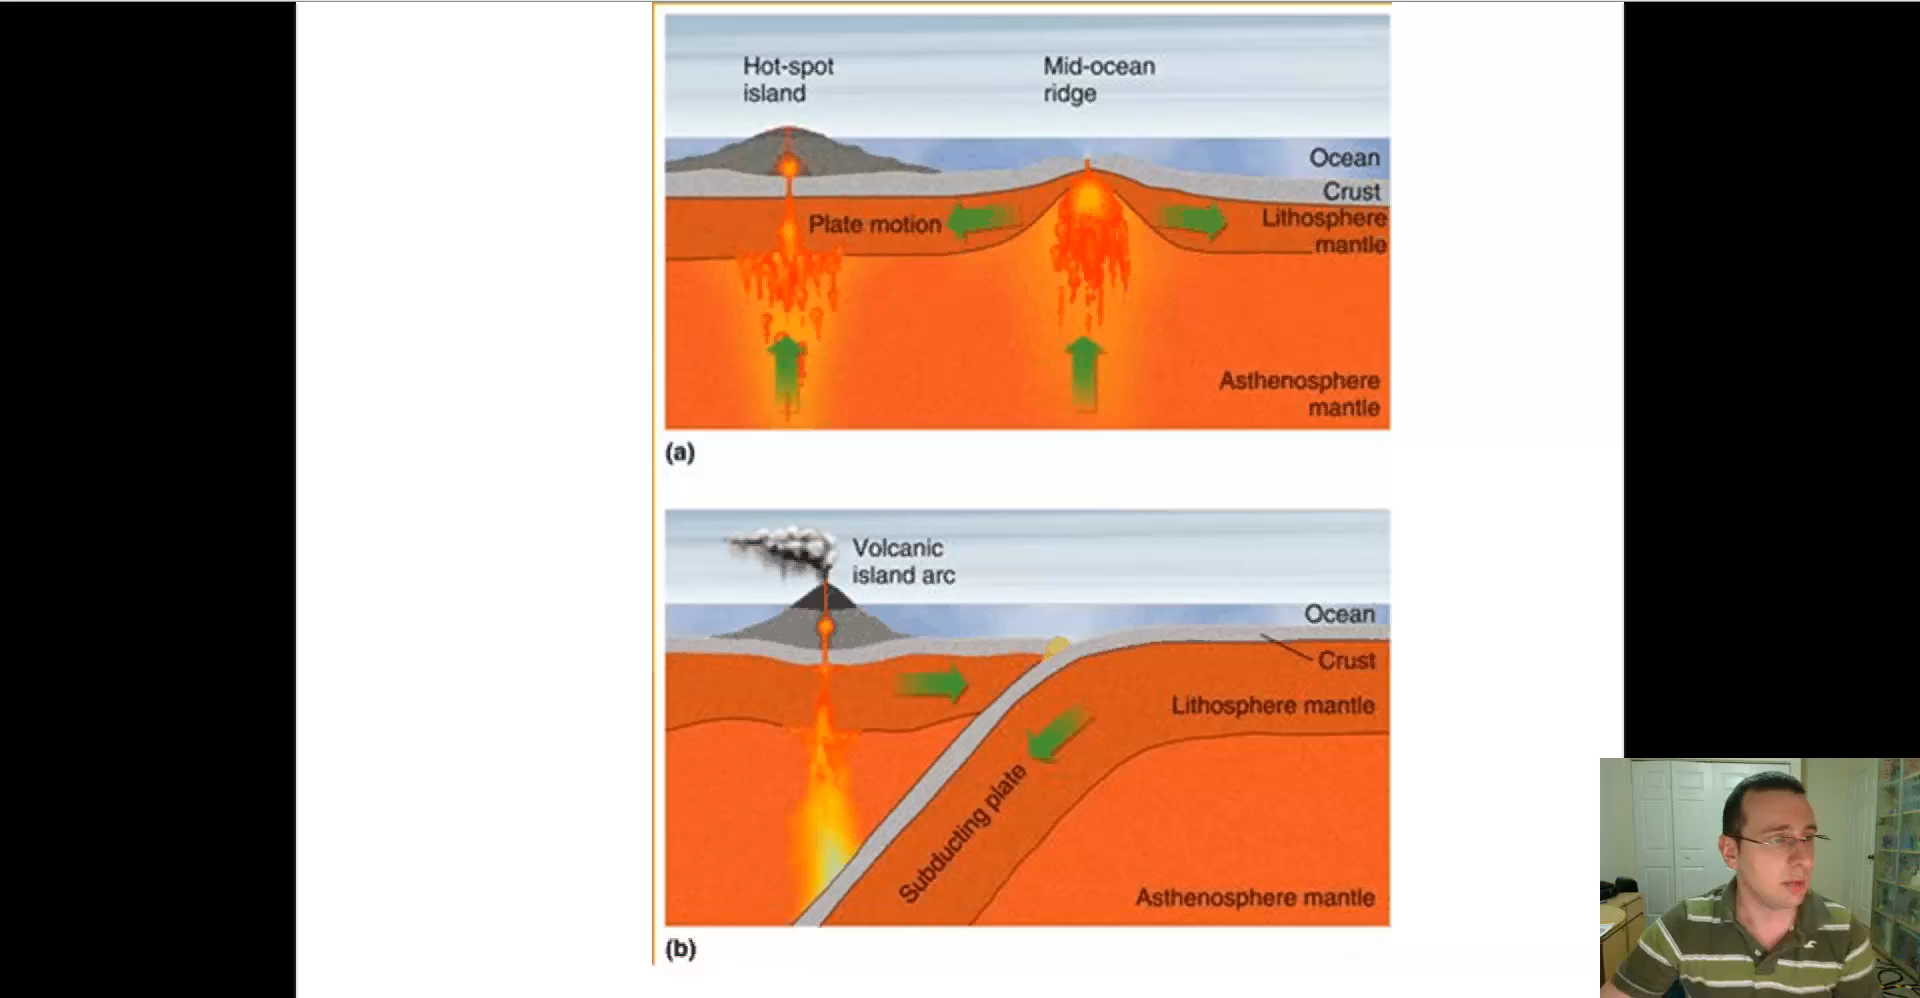 Hot-spot
island
Mid-ocean
ridge
Ocean
Crust
Plate motion
Lithosphere
mantle
Asthenosphere
mantle
(a)
Volcanic
island arc
Ocean
Crust
Lithosphere mantle
Subducting plate
Asthenosphere mantle
(b)